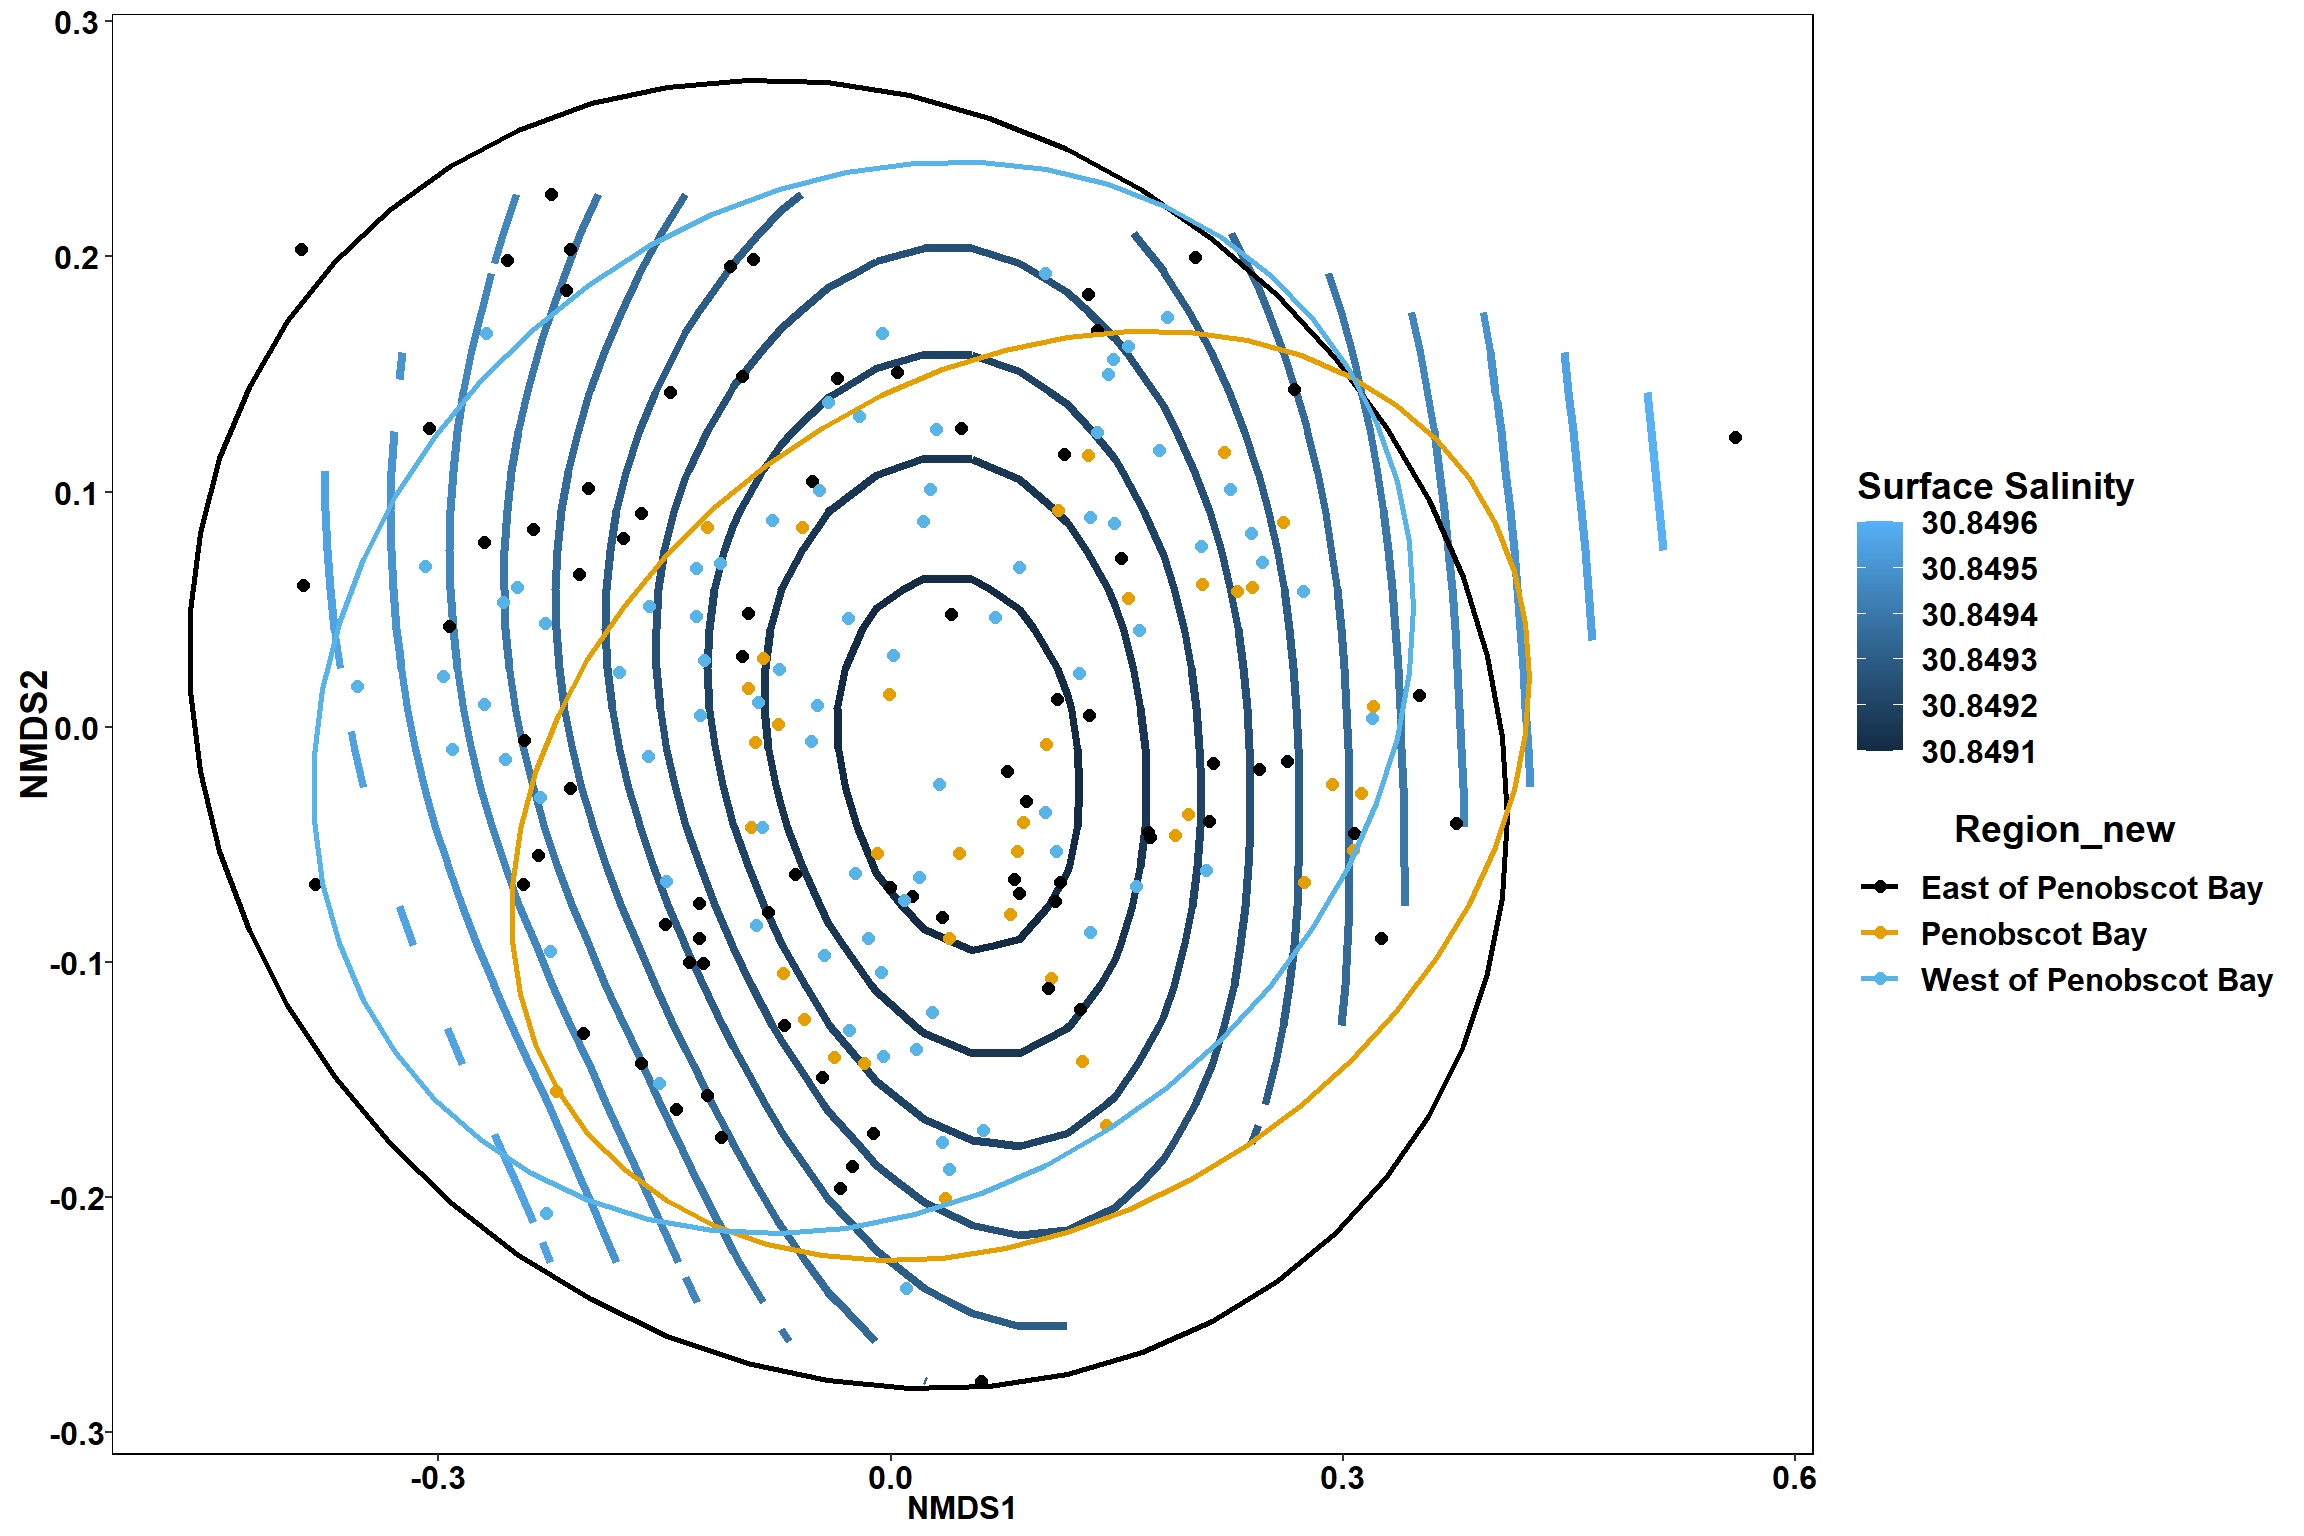 0.3
0.2
0.1
0.0
-0.1
-0.2
-0.3
NMDS2
-0.3
0.0
0.3
0.6
NMDS1
Surface Salinity
30.8496
30.8495
30.8494
30.8493
30.8492
30.8491
Region_new
East of Penobscot Bay
Penobscot Bay
West of Penobscot Bay